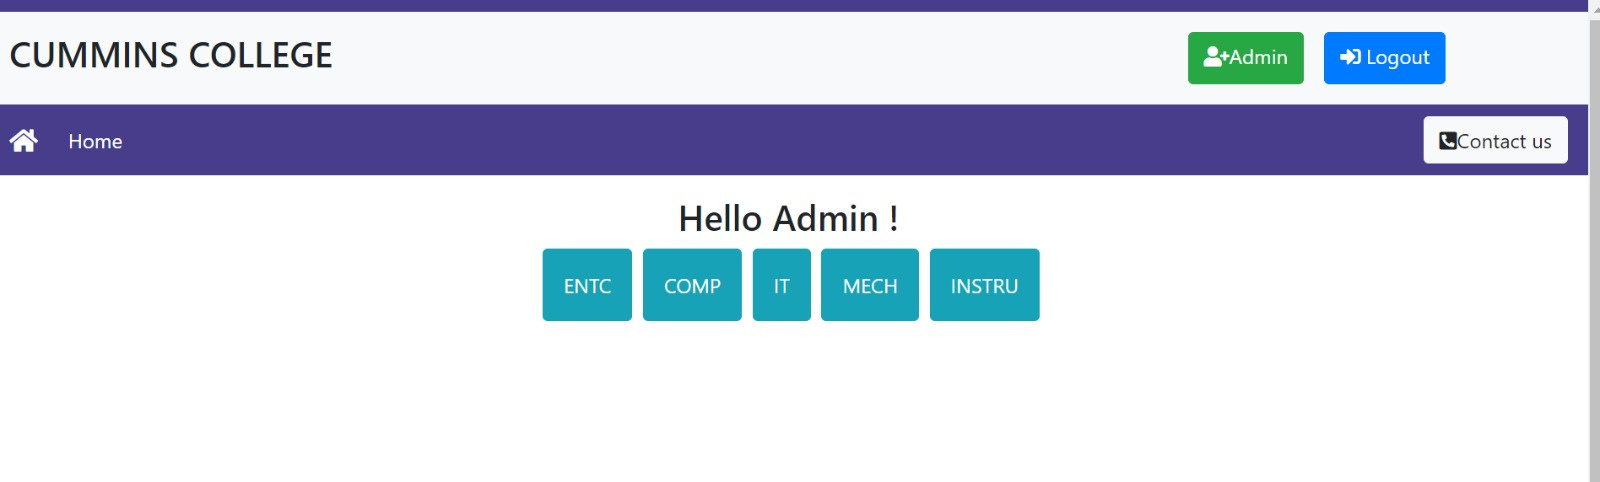 CUMMINS COLLEGE
Admin
Logout
Home
Contact us
Hello Admin !
ENTC COMP IT MECH INSTRU